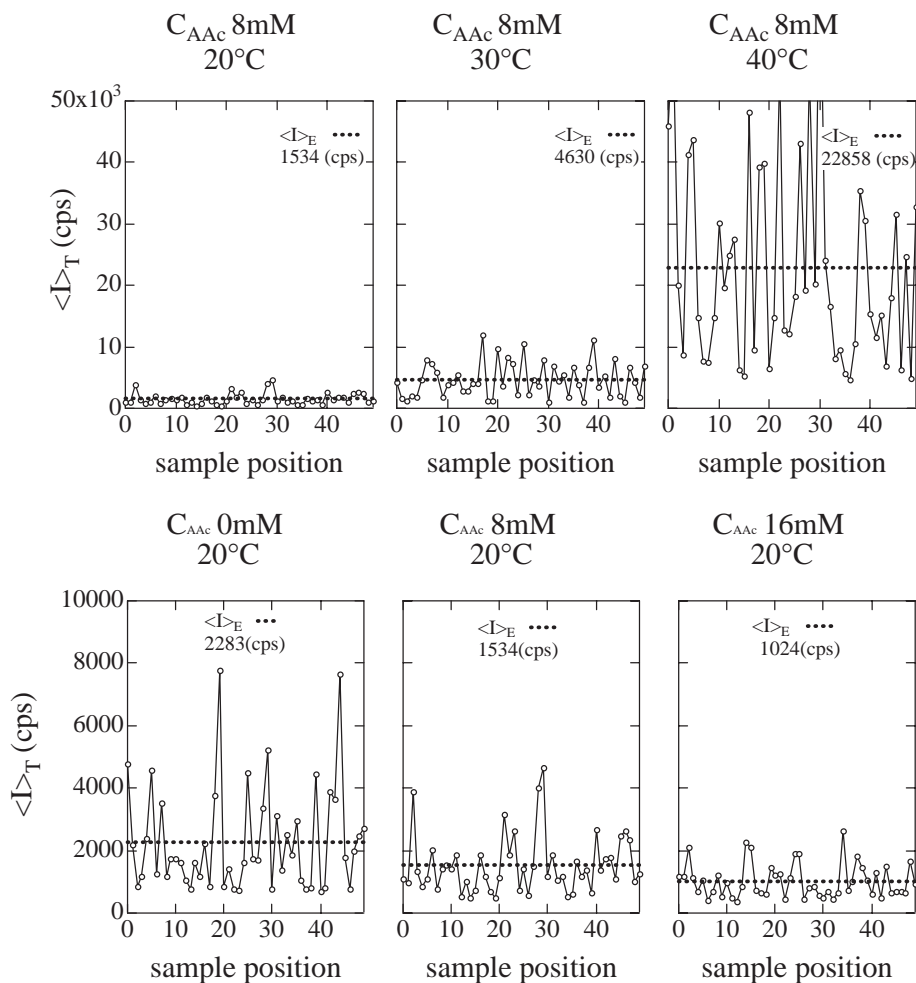 C_AAc 8mM
20°C
C_AAc 8mM
30°C
C_AAc 8mM
40°C
<I>_T (cps)
50x10³
40
30
20
10
0
<I>_E
1534 (cps)
0 10 20 30 40
sample position
<I>_E
4630 (cps)
0 10 20 30 40
sample position
<I>_E
22858 (cps)
0 10 20 30 40
sample position
C_AAc 0mM
20°C
C_AAc 8mM
20°C
C_AAc 16mM
20°C
<I>_T (cps)
10000
8000
6000
4000
2000
0
<I>_E
2283(cps)
0 10 20 30 40
sample position
<I>_E
1534(cps)
0 10 20 30 40
sample position
<I>_E
1024(cps)
0 10 20 30 40
sample position